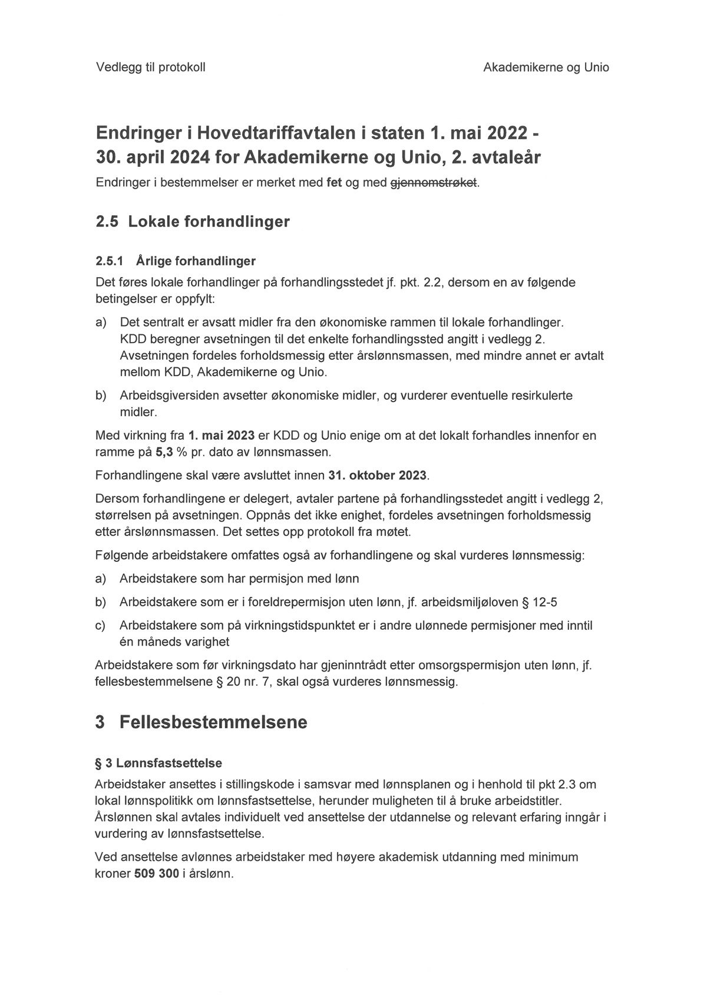 Vedlegg til protokoll Akademikerne og Unio
Endringer i Hovedtariffavtalen i staten 1. mai 2022 -
30. april 2024 for Akademikerne og Unio, 2. avtaleår
Endringer i bestemmelser er merket med fet og med gjennomstrøket.
2.5 Lokale forhandlinger
2.5.1 Årlige forhandlinger
Det føres lokale forhandlinger på forhandlingsstedet jf. pkt. 2.2, dersom en av følgende
betingelser er oppfylt:
a) Det sentralt er avsatt midler fra den økonomiske rammen til lokale forhandlinger.
KDD beregner avsetningen til det enkelte forhandlingssted angitt i vedlegg 2.
Avsetningen fordeles forholdsmessig etter årslønnsmassen, med mindre annet er avtalt
mellom KDD, Akademikerne og Unio.
b) Arbeidsgiversiden avsetter økonomiske midler, og vurderer eventuelle resirkulerte
midler.
Med virkning fra 1. mai 2023 er KDD og Unio enige om at det lokalt forhandles innenfor en
ramme på 5,3 % pr. dato av lønnsmassen.
Forhandlingene skal være avsluttet innen 31. oktober 2023.
Dersom forhandlingene er delegert, avtaler partene på forhandlingsstedet angitt i vedlegg 2,
størrelsen på avsetningen. Oppnås det ikke enighet, fordeles avsetningen forholdsmessig
etter årslønnsmassen. Det settes opp protokoll fra møtet.
Følgende arbeidstakere omfattes også av forhandlingene og skal vurderes lønnsmessig:
a) Arbeidstakere som har permisjon med lønn
b) Arbeidstakere som er i foreldrepermisjon uten lønn, jf. arbeidsmiljøloven § 12-5
c) Arbeidstakere som på virkningstidspunktet er i andre ulønnede permisjoner med inntil
én måneds varighet
Arbeidstakere som før virkningsdato har gjeninntrådt etter omsorgspermisjon uten lønn, jf.
fellesbestemmelsene § 20 nr. 7, skal også vurderes lønnsmessig.
3 Fellesbestemmelsene
§ 3 Lønnsfastsettelse
Arbeidstaker ansettes i stillingskode i samsvar med lønnsplanen og i henhold til pkt 2.3 om
lokal lønnspolitikk om lønnsfastsettelse, herunder muligheten til å bruke arbeidstitler.
Årslønnen skal avtales individuelt ved ansettelse der utdannelse og relevant erfaring inngår i
vurdering av lønnsfastsettelse.
Ved ansettelse avlønnes arbeidstaker med høyere akademisk utdanning med minimum
kroner 509 300 i årslønn.